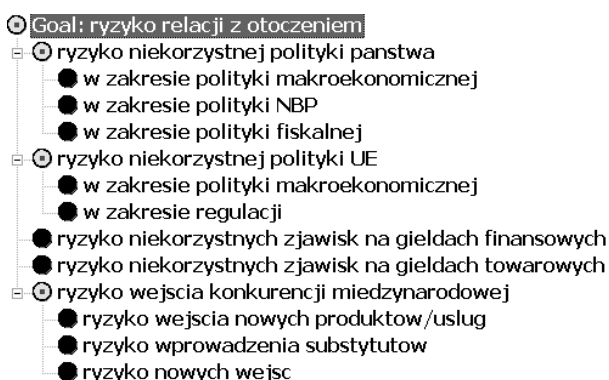 Goal: ryzyko relacji z otoczeniem
ryzyko niekorzystnej polityki panstwa
w zakresie polityki makroekonomicznej
w zakresie polityki NBP
w zakresie polityki fiskalnej
ryzyko niekorzystnej polityki UE
w zakresie polityki makroekonomicznej
w zakresie regulacji
ryzyko niekorzystnych zjawisk na gieldach finansowych
ryzyko niekorzystnych zjawisk na gieldach towarowych
ryzyko wejscia konkurencji miedzynarodowej
ryzyko wejscia nowych produktow/uslug
ryzyko wprowadzenia substytutow
ryzyko nowych wejsc